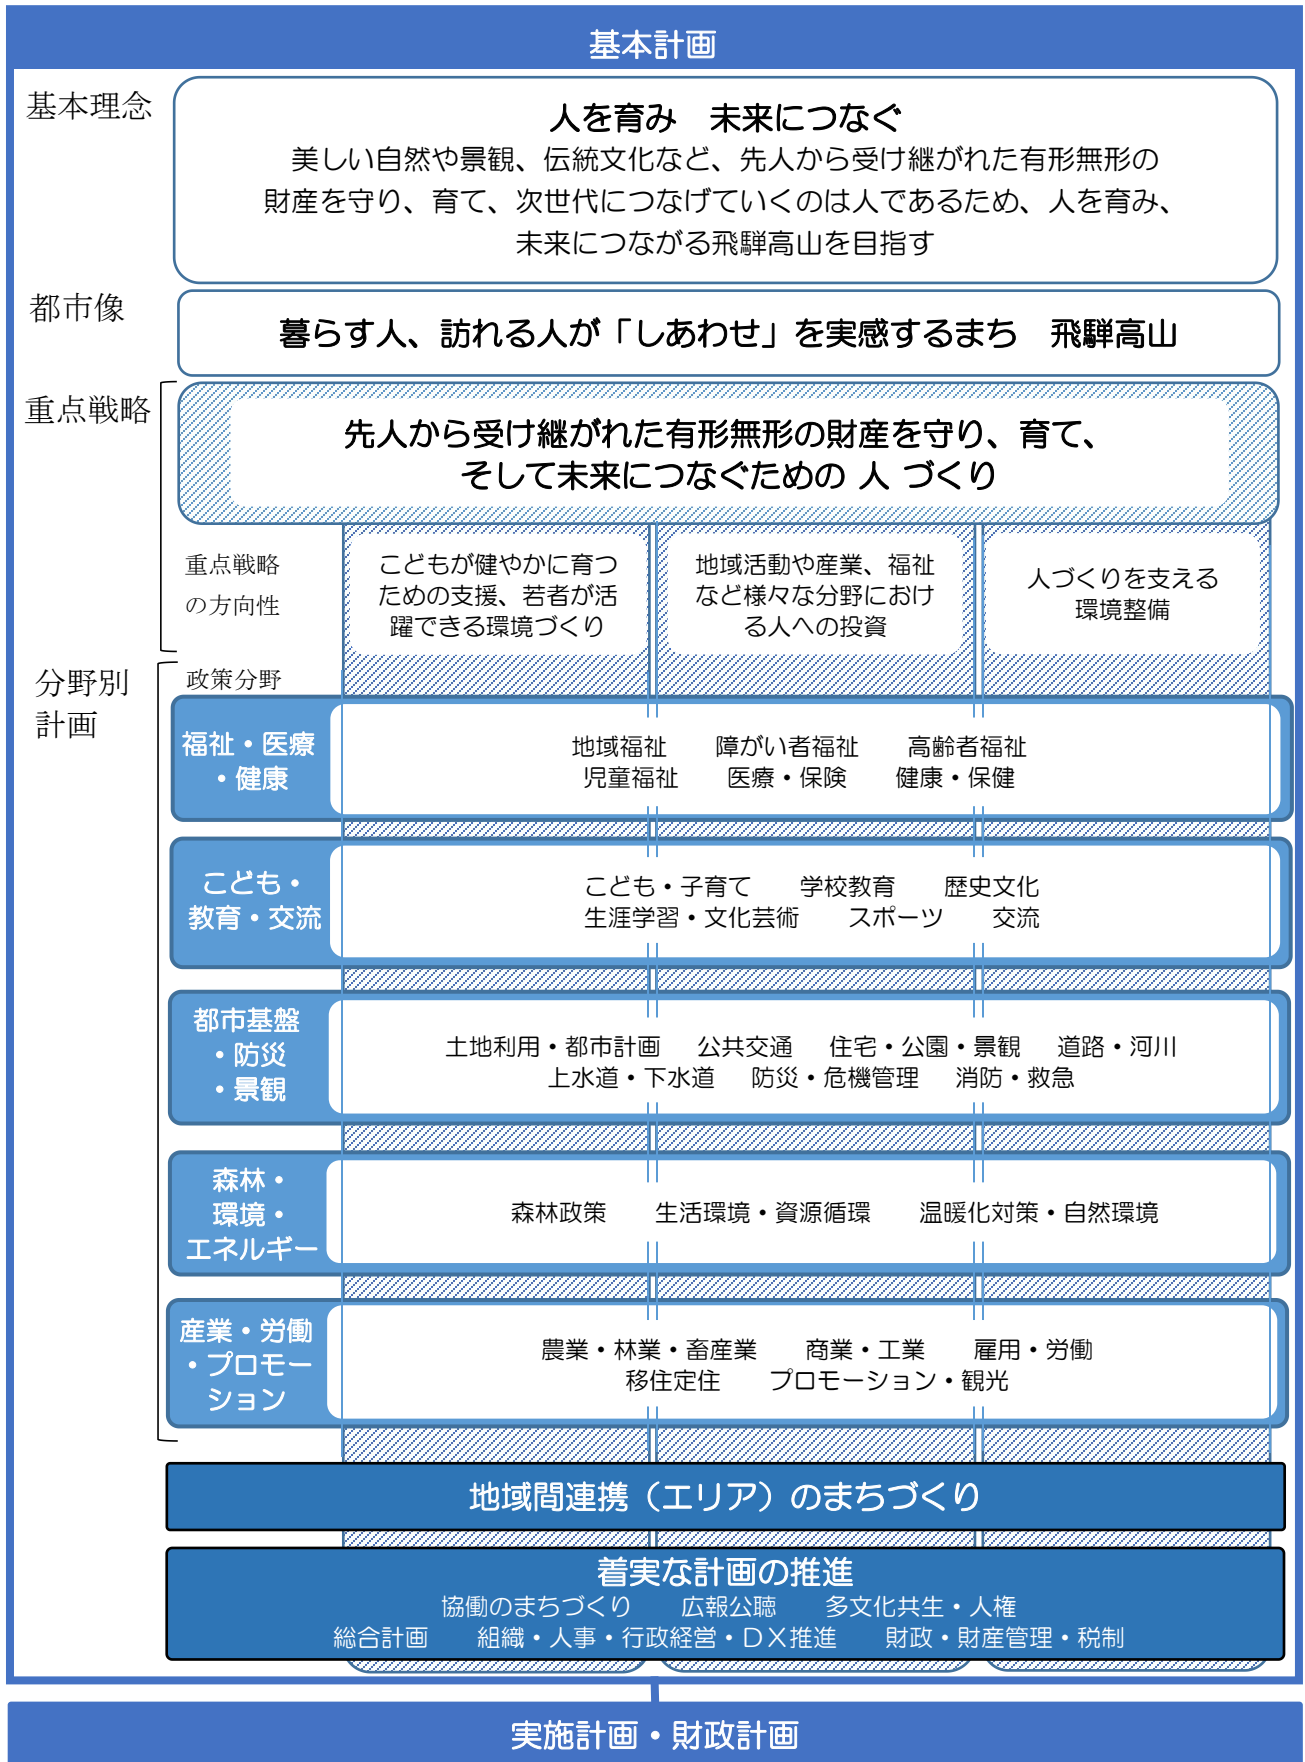 基本計画
基本理念
人を育み　未来につなぐ
美しい自然や景観、伝統文化など、先人から受け継がれた有形無形の
財産を守り、育て、次世代につなげていくのは人であるため、人を育み、
未来につながる飛騨高山を目指す
都市像
暮らす人、訪れる人が「しあわせ」を実感するまち　飛騨高山
重点戦略
先人から受け継がれた有形無形の財産を守り、育て、
そして未来につなぐための 人 づくり
重点戦略
の方向性
こどもが健やかに育つ
ための支援、若者が活
躍できる環境づくり
地域活動や産業、福祉
など様々な分野におけ
る人への投資
人づくりを支える
環境整備
分野別
計画
政策分野
福祉・医療
・健康
地域福祉　　障がい者福祉　　高齢者福祉
児童福祉　　医療・保険　　健康・保健
こども・
教育・交流
こども・子育て　　学校教育　　歴史文化
生涯学習・文化芸術　　スポーツ　　交流
都市基盤
・防災
・景観
土地利用・都市計画　公共交通　住宅・公園・景観　道路・河川
上水道・下水道　防災・危機管理　消防・救急
森林・
環境・
エネルギー
森林政策　　生活環境・資源循環　　温暖化対策・自然環境
産業・労働
・プロモー
ション
農業・林業・畜産業　　商業・工業　　雇用・労働
移住定住　　プロモーション・観光
地域間連携（エリア）のまちづくり
着実な計画の推進
協働のまちづくり　　広報公聴　　多文化共生・人権
総合計画　　組織・人事・行政経営・ＤＸ推進　　財政・財産管理・税制
実施計画・財政計画